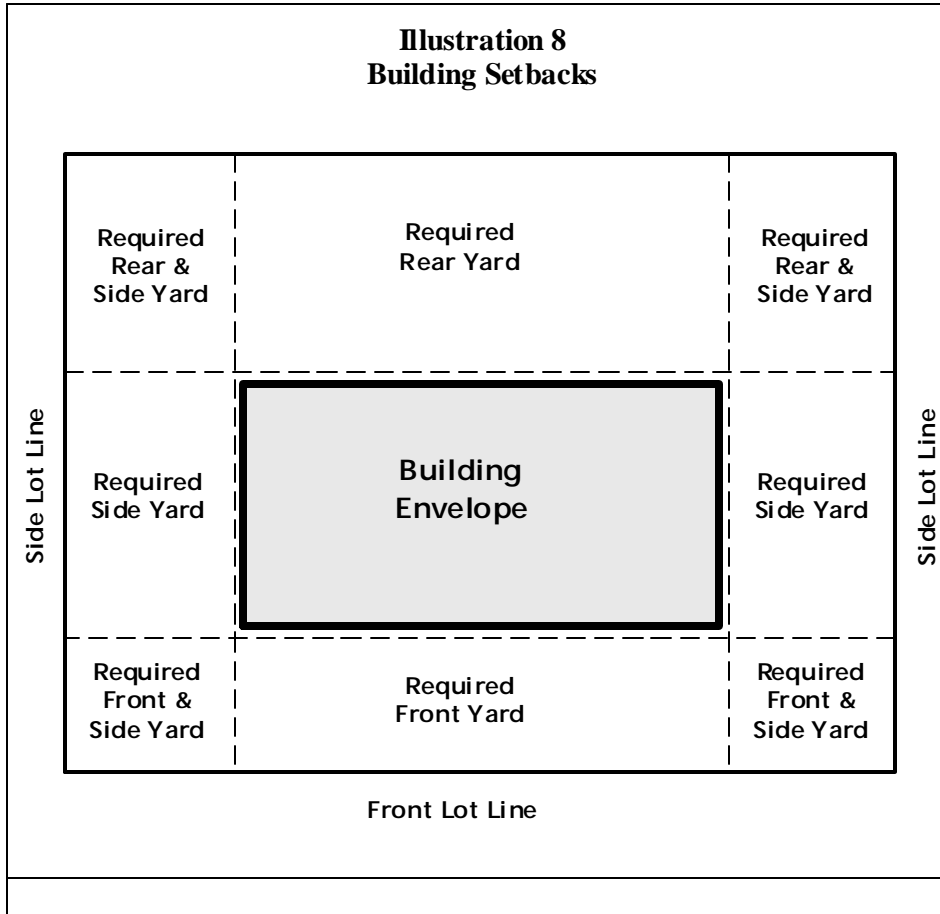 Illustration 8
Building Setbacks
Required
Rear &
Side Yard
Required
Rear Yard
Required
Rear &
Side Yard
Side Lot Line
Required
Side Yard
Building
Envelope
Required
Side Yard
Side Lot Line
Required
Front &
Side Yard
Required
Front Yard
Required
Front &
Side Yard
Front Lot Line